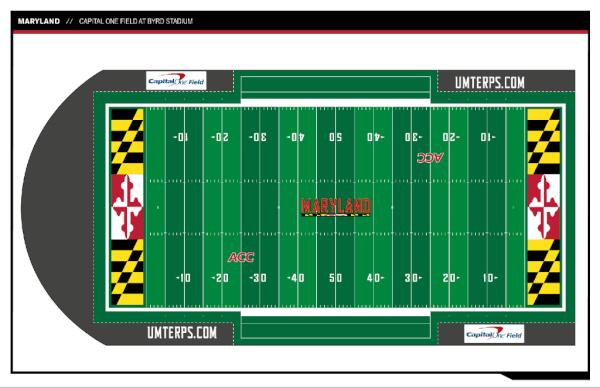 MARYLAND // CAPITAL ONE FIELD AT BYRD STADIUM
Capital One Field
UMTERPS.COM
-10 -20 -30 -40 50 40- 30- 20- 10-
ACC
MARYLAND
ACC
-10 -20 -30 -40 50 40- 30- 20- 10-
UMTERPS.COM
Capital One Field